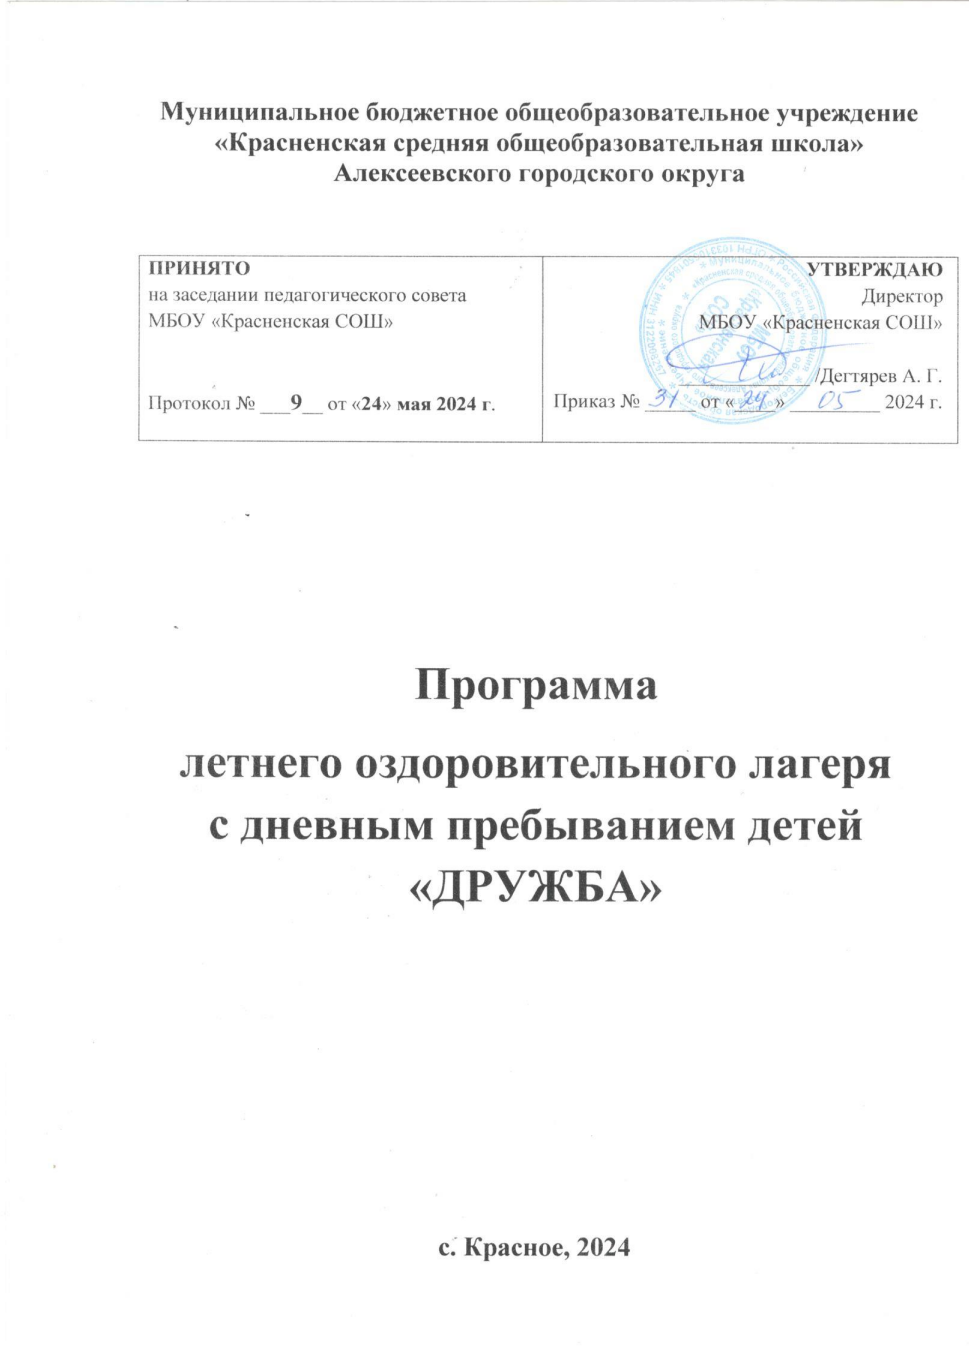 Муниципальное бюджетное общеобразовательное учреждение
«Красненская средняя общеобразовательная школа»
Алексеевского городского округа
ПРИНЯТО
на заседании педагогического совета
МБОУ «Красненская СОШ»
Протокол № ___9__ от «24» мая 2024 г.
УТВЕРЖДАЮ
Директор
МБОУ «Красненская СОШ»
_____________ /Дегтярев А. Г.
Приказ № 31 от «24» 05 2024 г.
Программа
летнего оздоровительного лагеря
с дневным пребыванием детей
«ДРУЖБА»
с. Красное, 2024